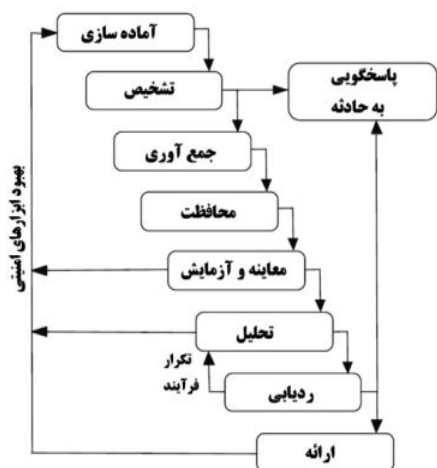 آماده سازی
تشخیص
پاسخگویی
به حادثه
جمع آوری
محافظت
بهبود ابزارهای امنیتی
معاینه و آزمایش
تحلیل
تکرار
فرآیند
ردیابی
ارائه